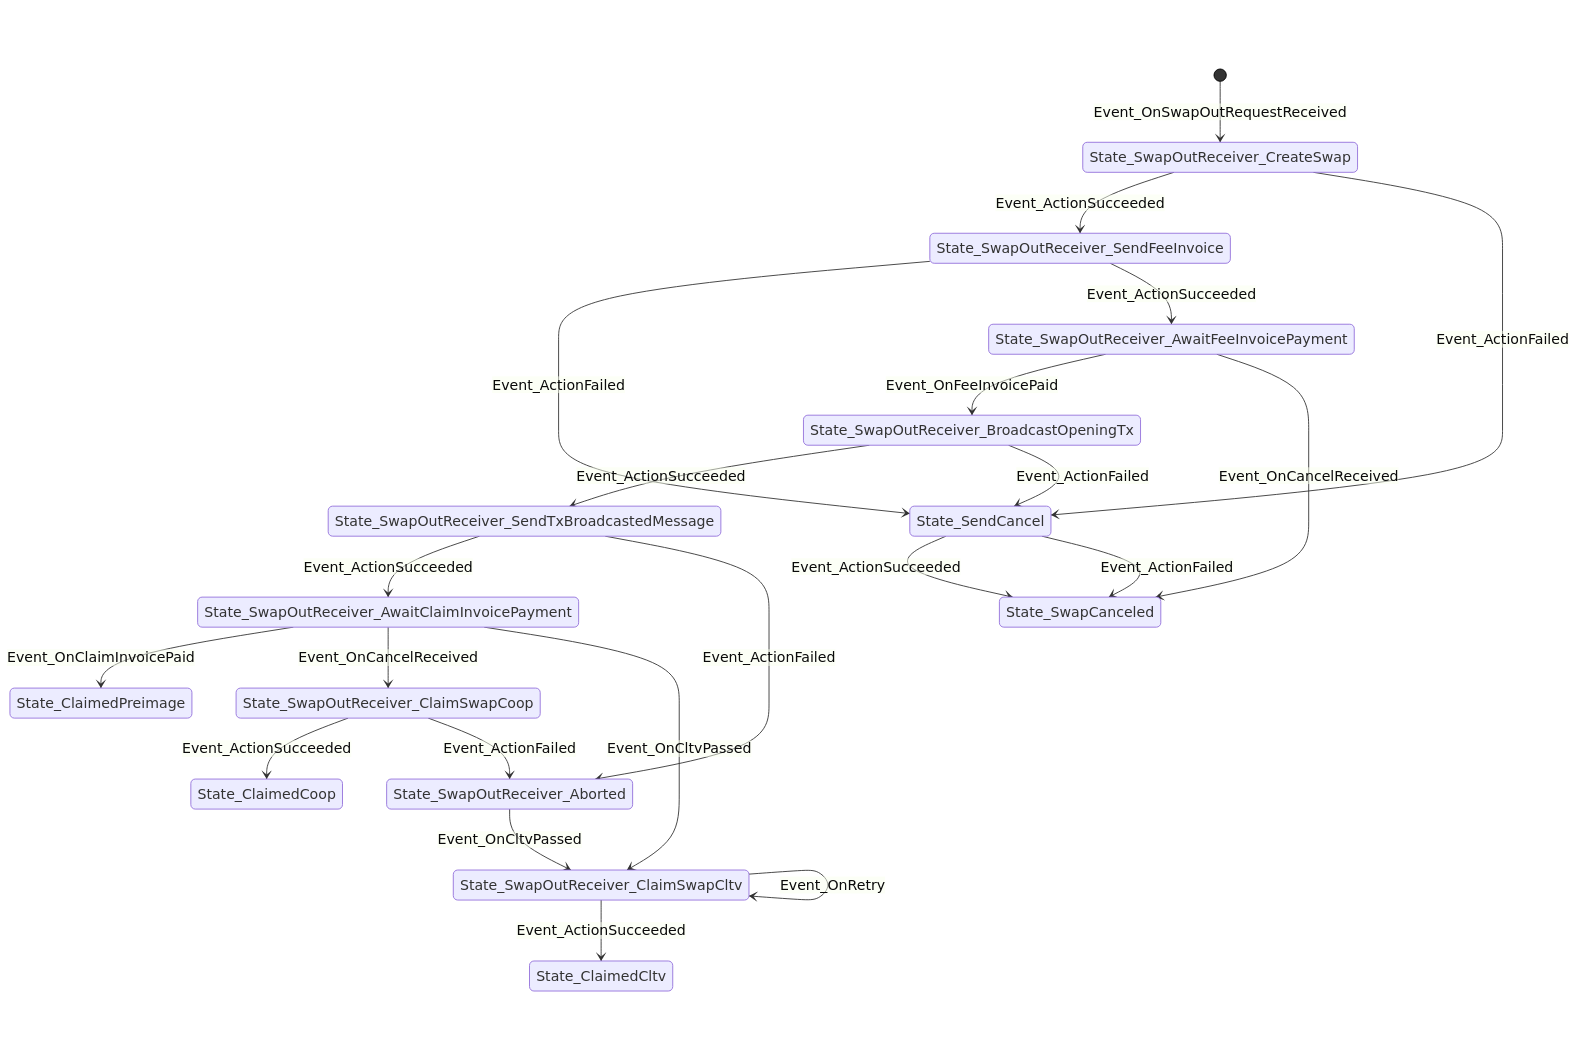 Event_OnSwapOutRequestReceived
State_SwapOutReceiver_CreateSwap
Event_ActionSucceeded
State_SwapOutReceiver_SendFeeInvoice
Event_ActionSucceeded
State_SwapOutReceiver_AwaitFeeInvoicePayment
Event_ActionFailed
Event_ActionFailed
Event_OnFeeInvoicePaid
State_SwapOutReceiver_BroadcastOpeningTx
Event_ActionSucceeded
Event_ActionFailed
Event_OnCancelReceived
State_SwapOutReceiver_SendTxBroadcastedMessage
State_SendCancel
Event_ActionSucceeded
Event_ActionSucceeded
Event_ActionFailed
State_SwapOutReceiver_AwaitClaimInvoicePayment
State_SwapCanceled
Event_OnClaimInvoicePaid
Event_OnCancelReceived
Event_ActionFailed
State_ClaimedPreimage
State_SwapOutReceiver_ClaimSwapCoop
Event_ActionSucceeded
Event_ActionFailed
Event_OnCltvPassed
State_ClaimedCoop
State_SwapOutReceiver_Aborted
Event_OnCltvPassed
State_SwapOutReceiver_ClaimSwapCltv
Event_OnRetry
Event_ActionSucceeded
State_ClaimedCltv